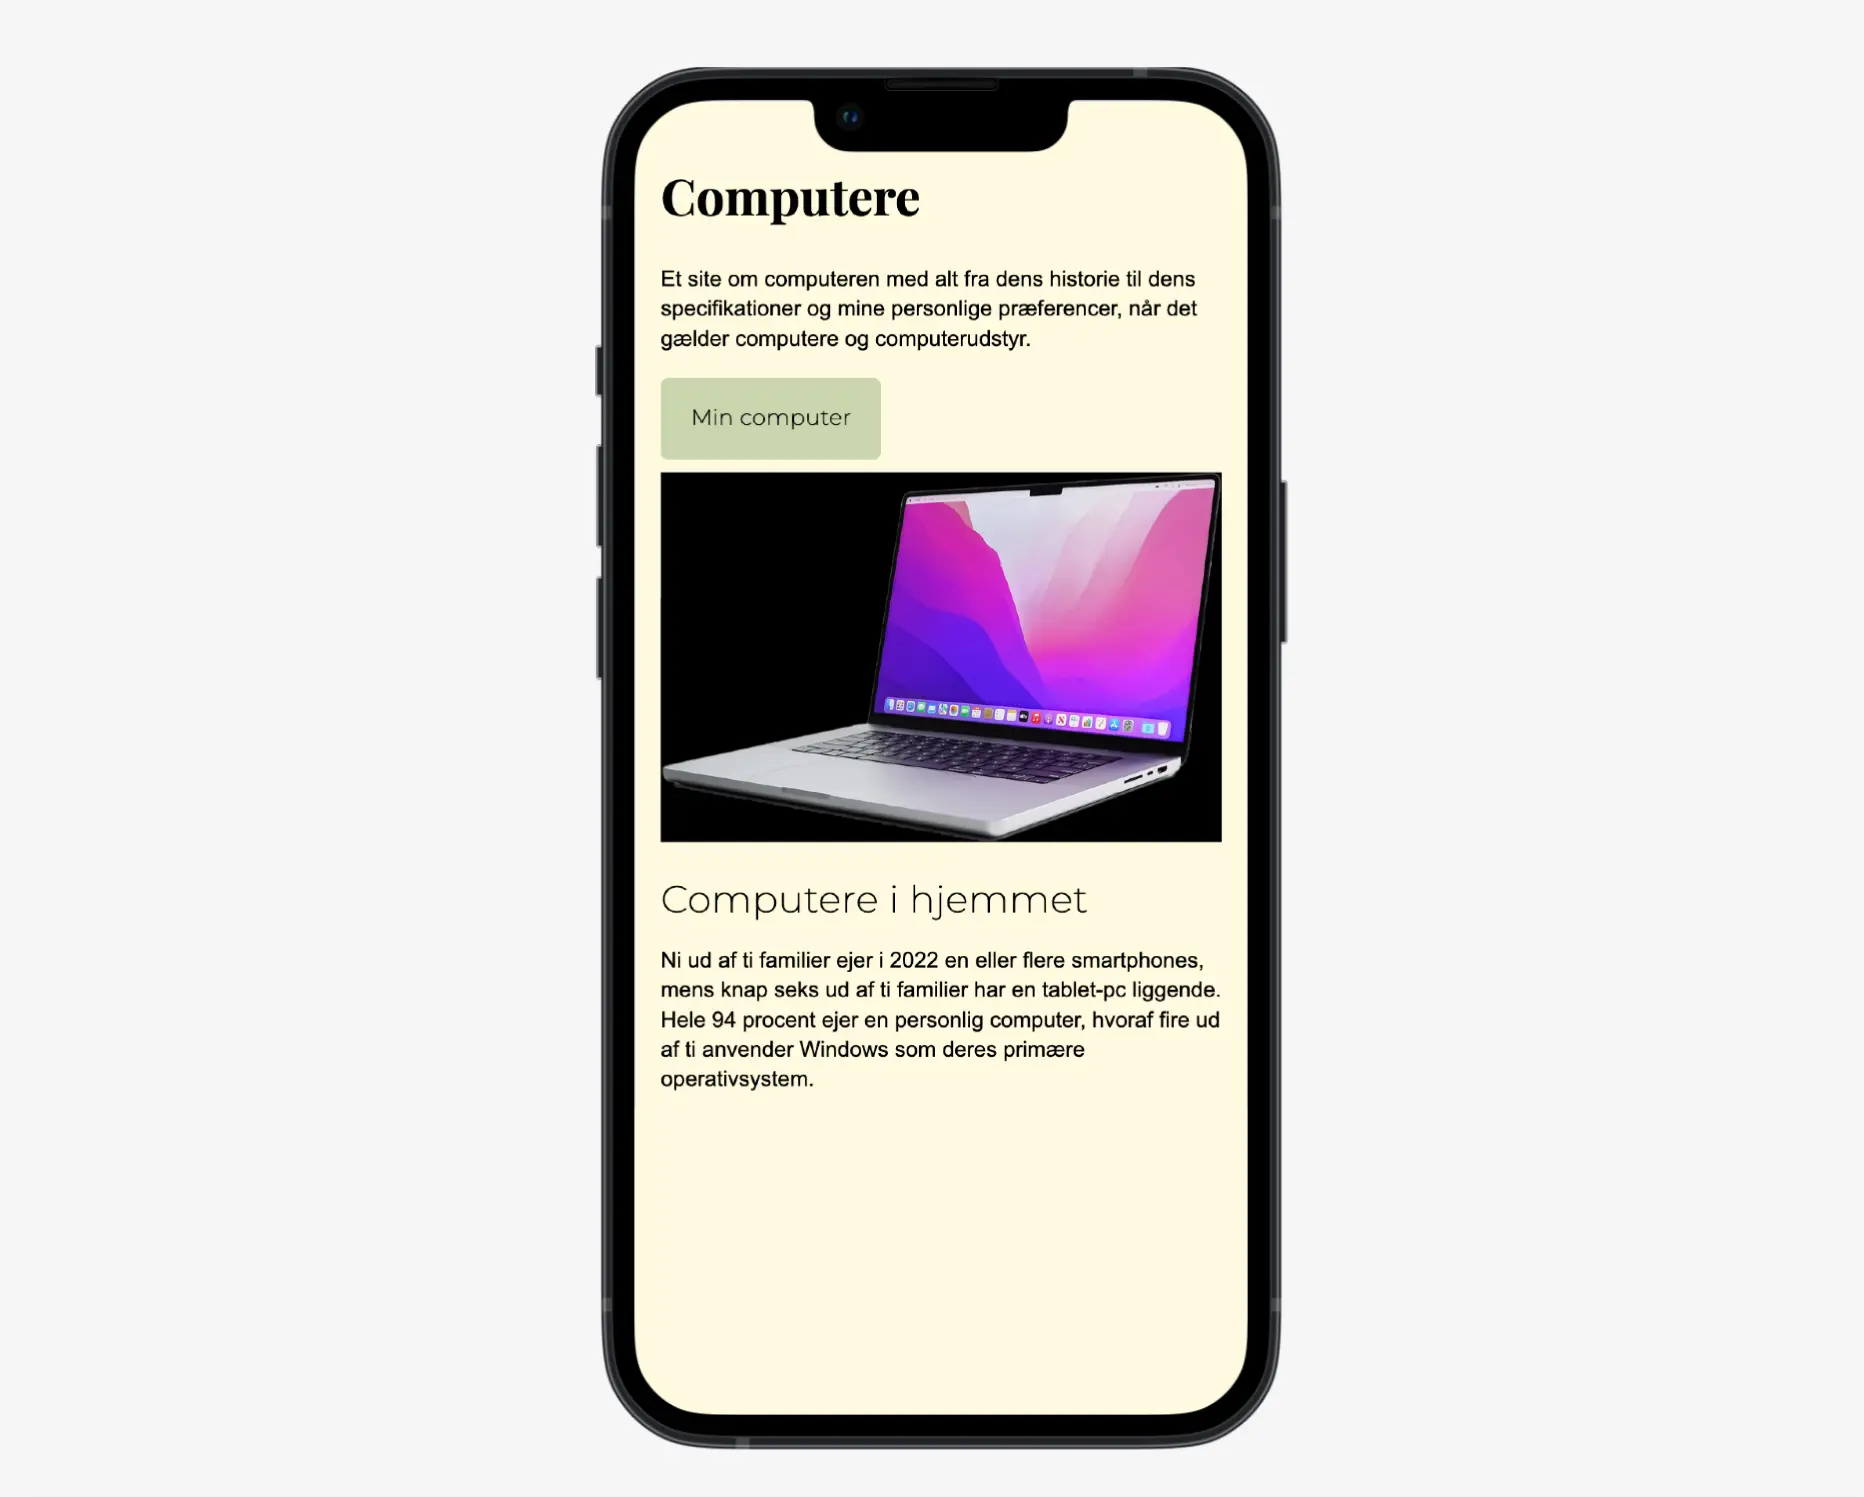 Computere
Et site om computeren med alt fra dens historie til dens
specifikationer og mine personlige præferencer, når det
gælder computere og computerudstyr.
Min computer
Computere i hjemmet
Ni ud af ti familier ejer i 2022 en eller flere smartphones,
mens knap seks ud af ti familier har en tablet-pc liggende.
Hele 94 procent ejer en personlig computer, hvoraf fire ud
af ti anvender Windows som deres primære
operativsystem.